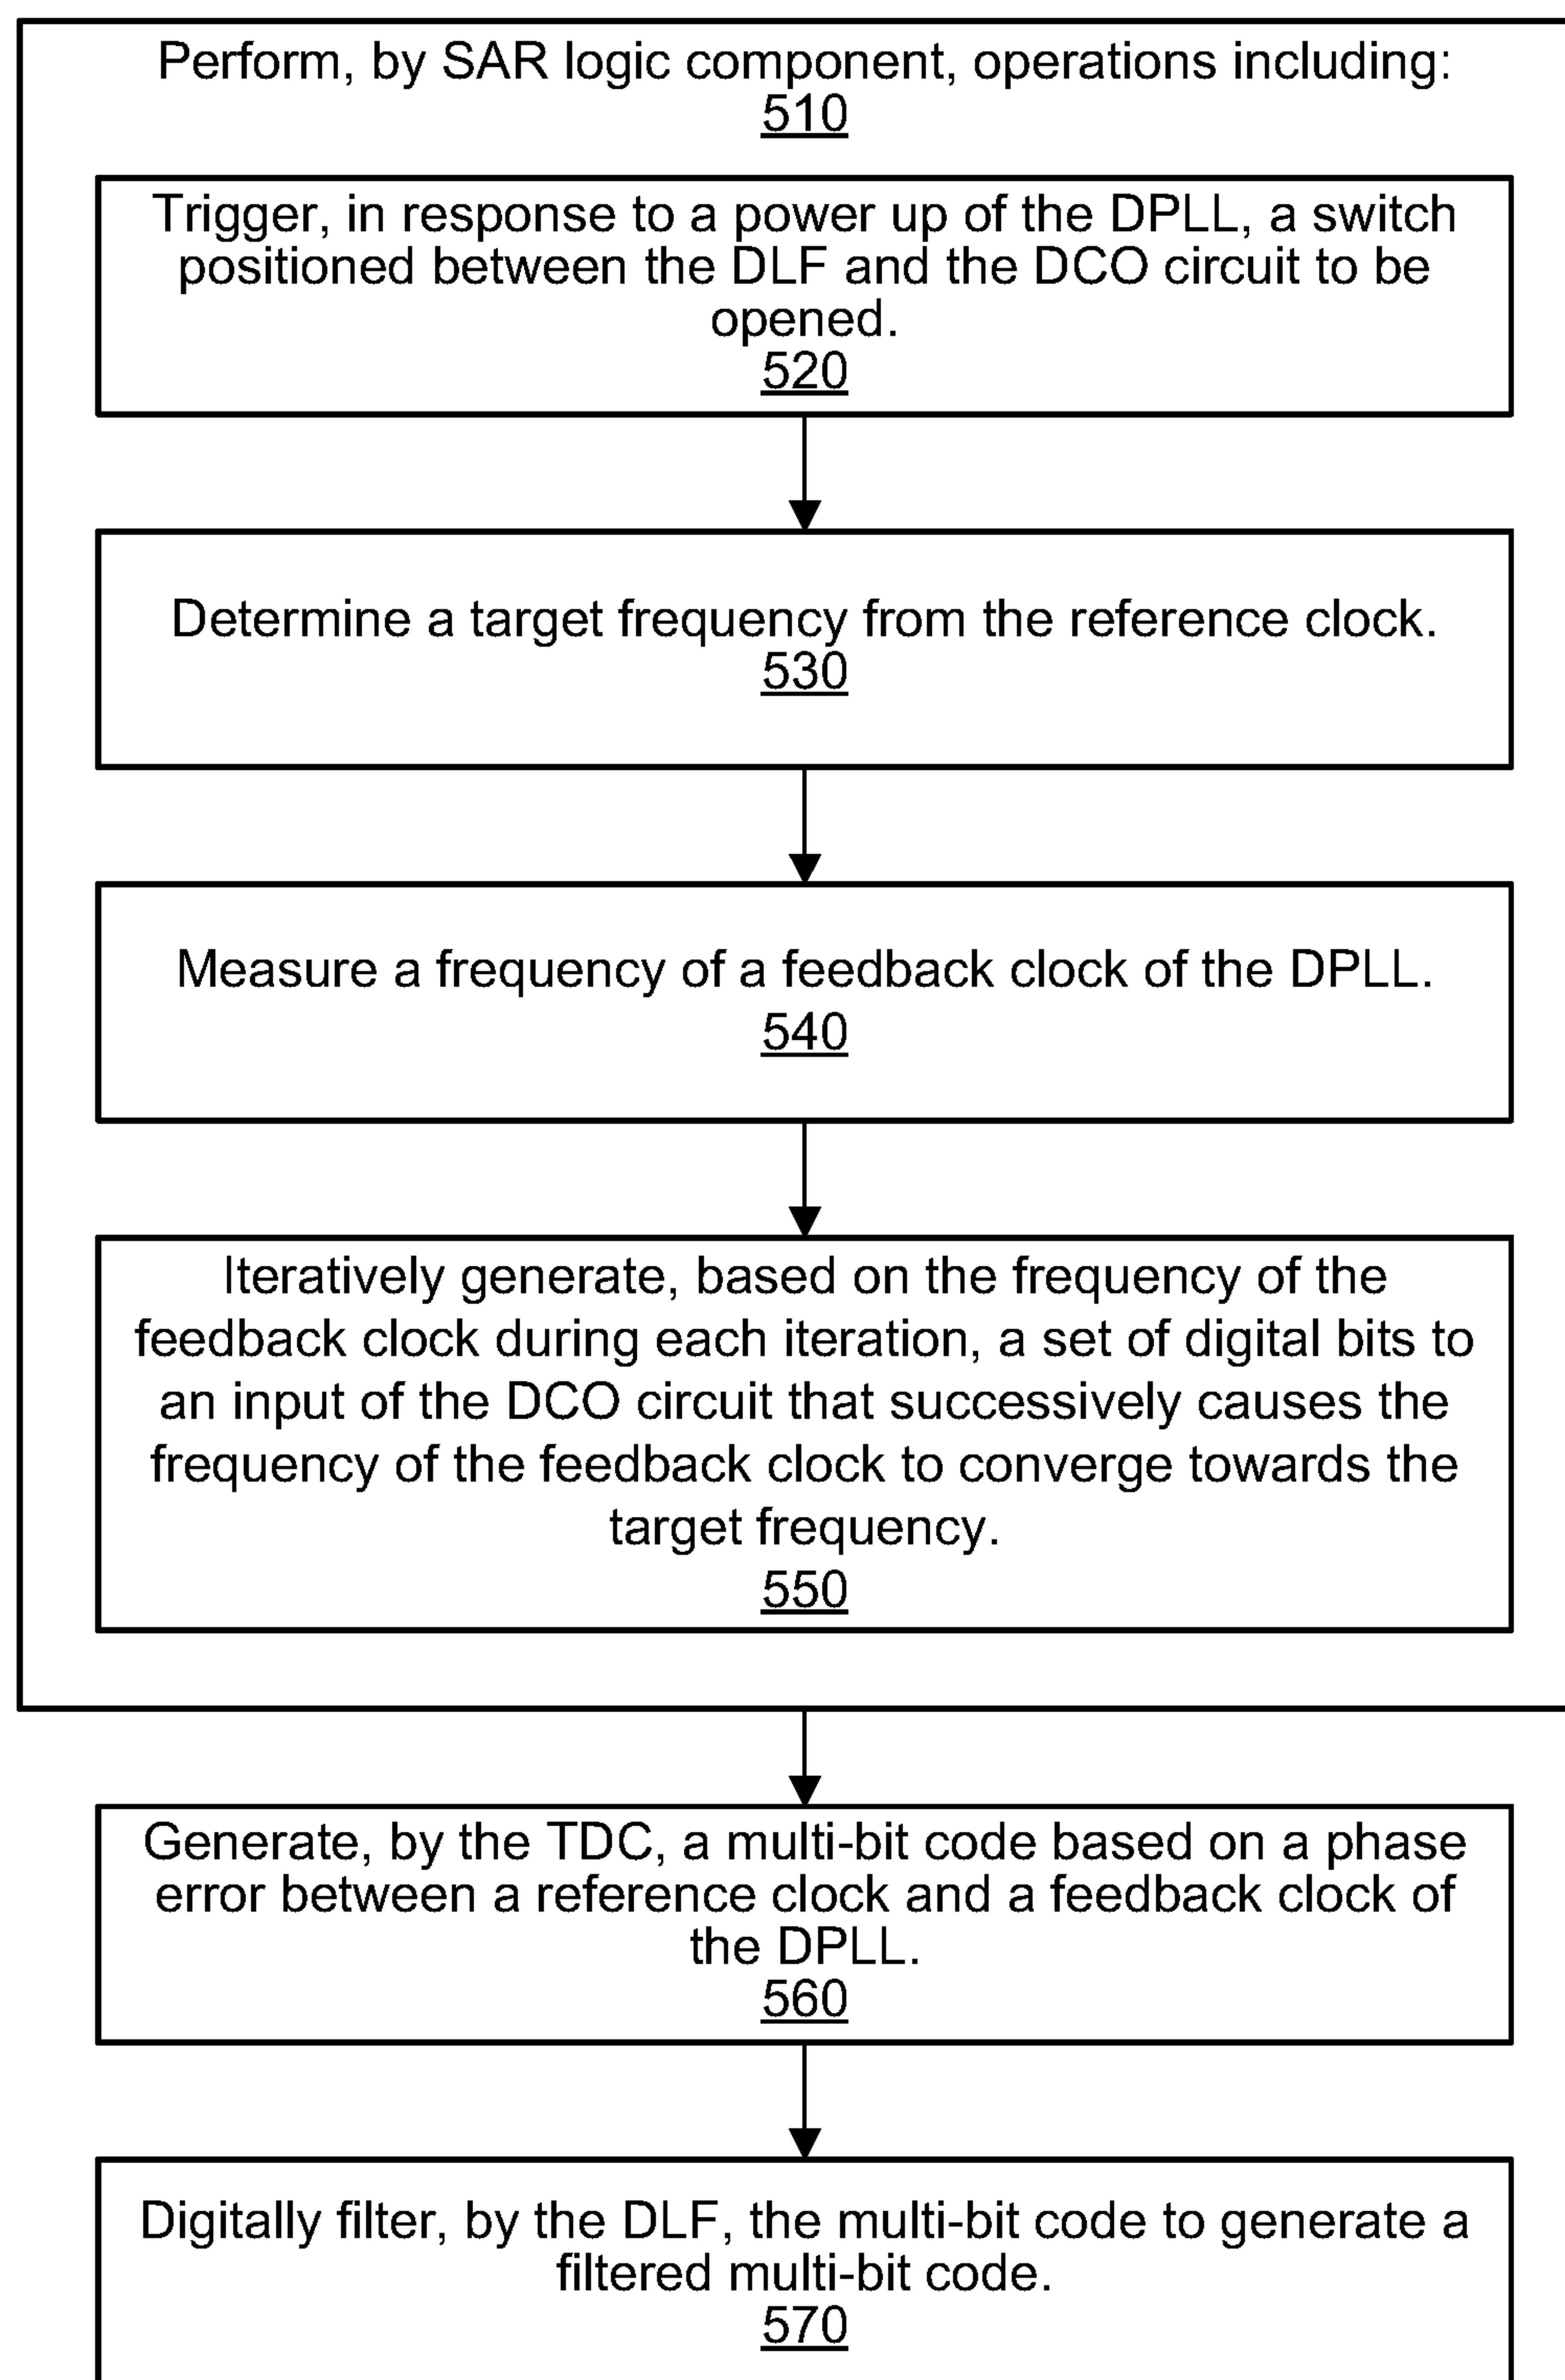 Perform, by SAR logic component, operations including:
510
Trigger, in response to a power up of the DPLL, a switch
positioned between the DLF and the DCO circuit to be
opened.
520
Determine a target frequency from the reference clock.
530
Measure a frequency of a feedback clock of the DPLL.
540
Iteratively generate, based on the frequency of the
feedback clock during each iteration, a set of digital bits to
an input of the DCO circuit that successively causes the
frequency of the feedback clock to converge towards the
target frequency.
550
Generate, by the TDC, a multi-bit code based on a phase
error between a reference clock and a feedback clock of
the DPLL.
560
Digitally filter, by the DLF, the multi-bit code to generate a
filtered multi-bit code.
570